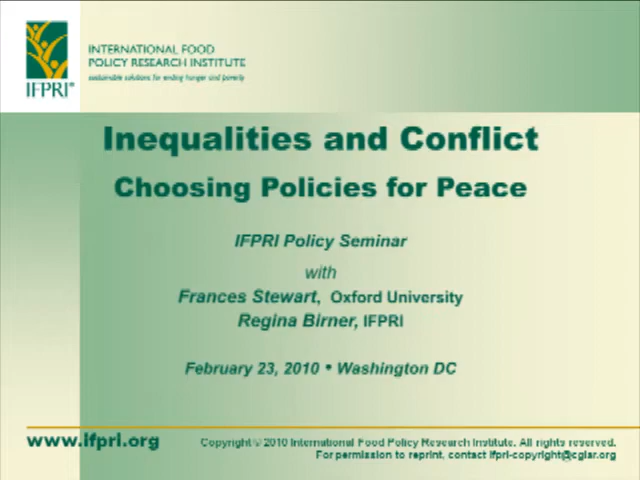 IFPRI®
INTERNATIONAL FOOD
POLICY RESEARCH INSTITUTE
sustainable solutions for ending hunger and poverty
Inequalities and Conflict
Choosing Policies for Peace
IFPRI Policy Seminar
with
Frances Stewart, Oxford University
Regina Birner, IFPRI
February 23, 2010 • Washington DC
www.ifpri.org
Copyright © 2010 International Food Policy Research Institute. All rights reserved.
For permission to reprint, contact ifpri-copyright@cgiar.org